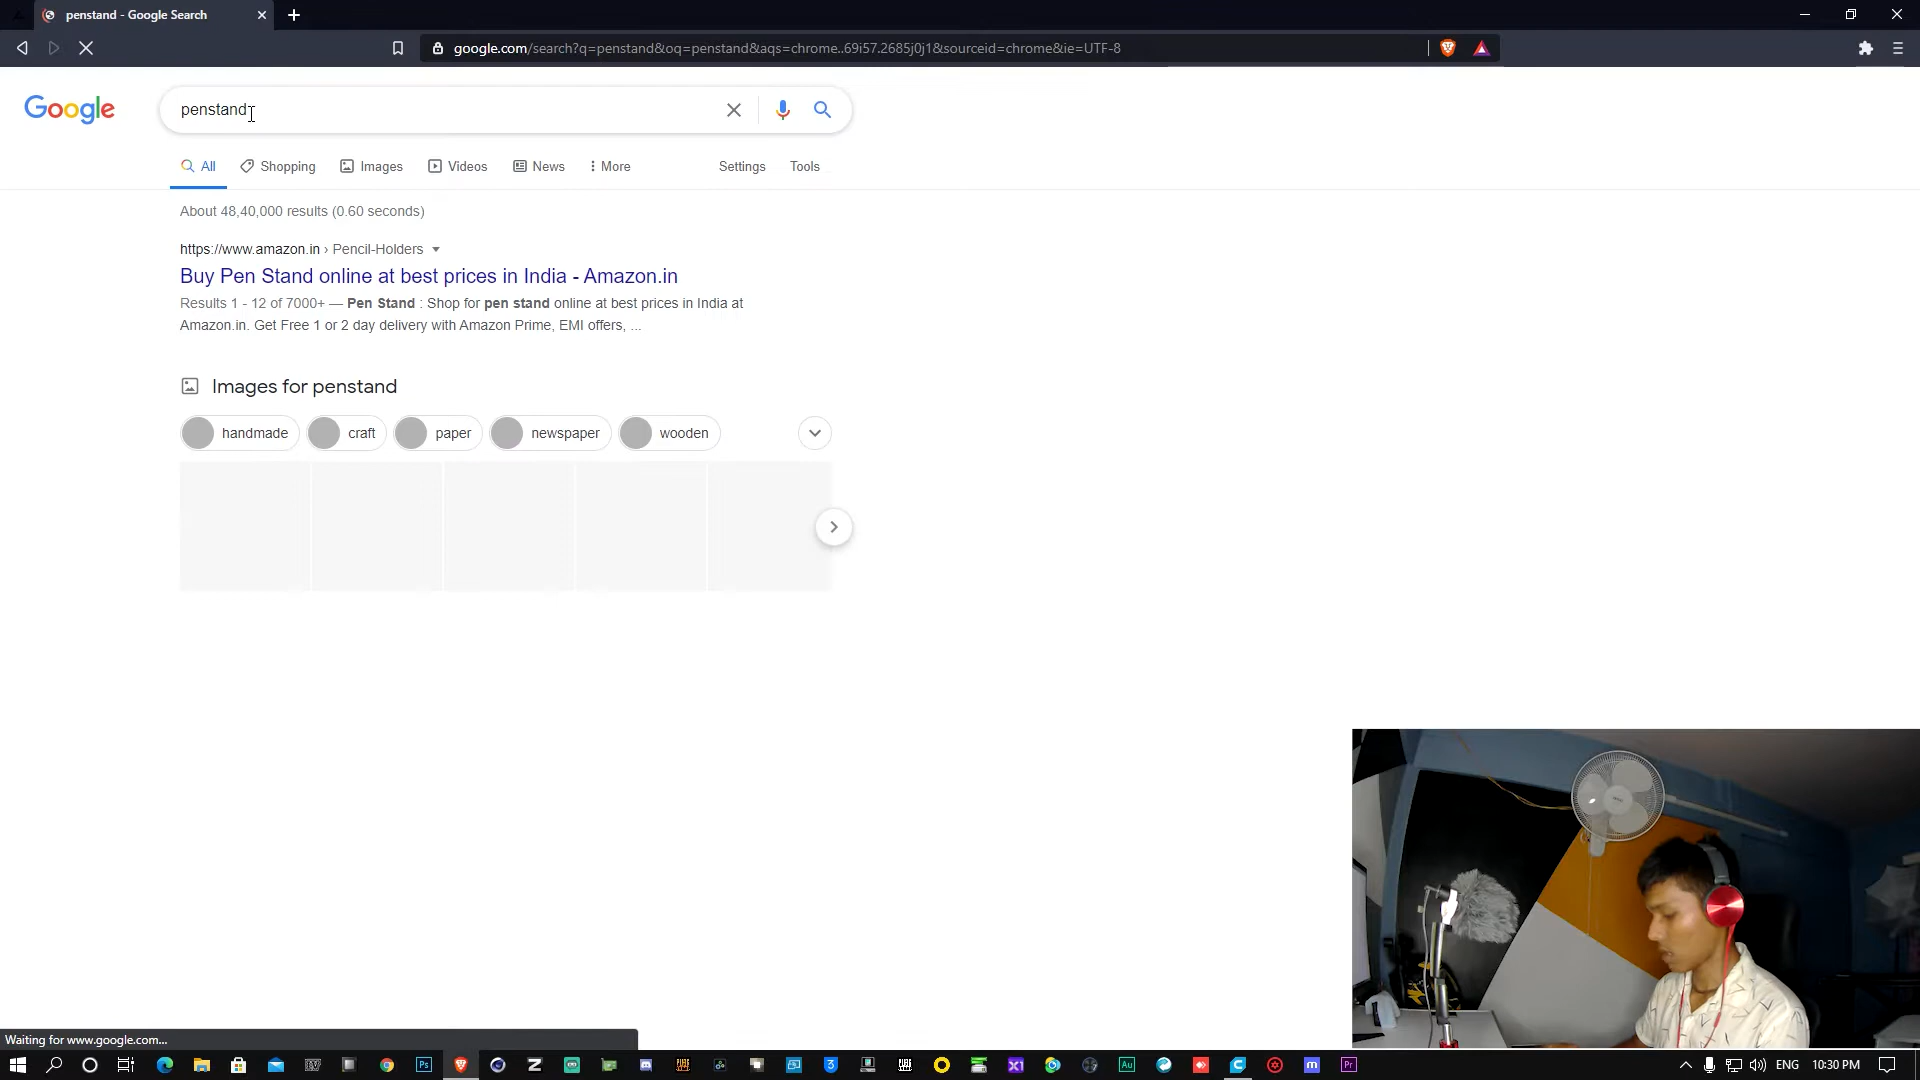 penstand - Google Search
google.com/search?q=penstand&oq=penstand&aqs=chrome..69i57.2685j0j1&sourceid=chrome&ie=UTF-8
Google
penstand
All Shopping Images Videos News More Settings Tools
About 48,40,000 results (0.60 seconds)
https://www.amazon.in › Pencil-Holders
Buy Pen Stand online at best prices in India - Amazon.in
Results 1 - 12 of 7000+ — Pen Stand : Shop for pen stand online at best prices in India at
Amazon.in. Get Free 1 or 2 day delivery with Amazon Prime, EMI offers, ...
Images for penstand
handmade craft paper newspaper wooden
Waiting for www.google.com...
ENG 10:30 PM